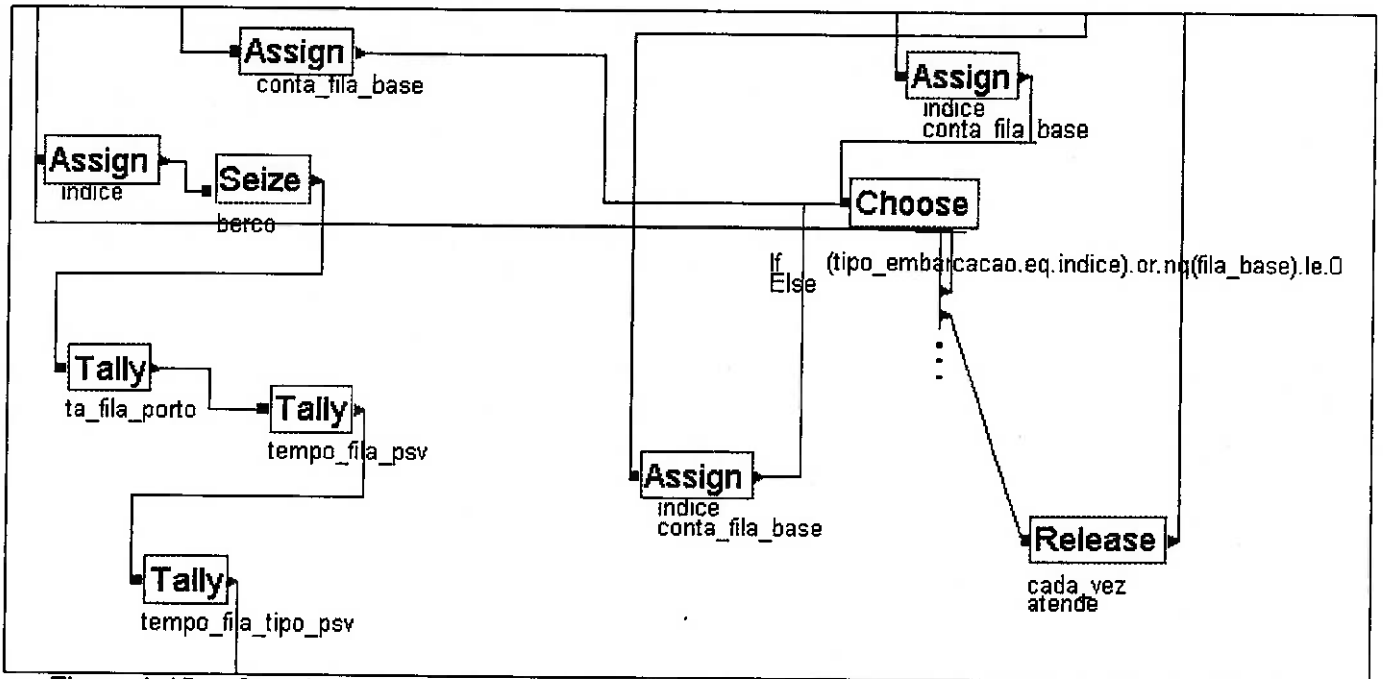 Assign
conta_fila_base
Assign
indice
conta_fila_base
Assign
indice
Seize
berco
Choose
If (tipo_embarcacao.eq.indice).or.nq(fila_base).le.0
Else
Tally
ta_fila_porto
Tally
tempo_fila_psv
Assign
indice
conta_fila_base
Release
cada_vez
atende
Tally
tempo_fila_tipo_psv